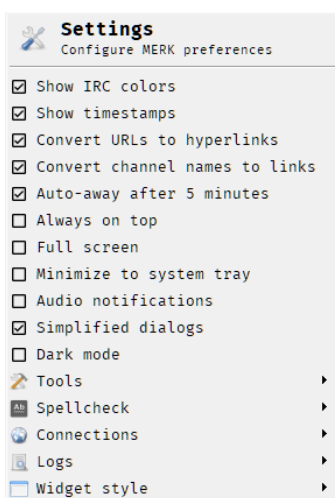 Settings
Configure MERK preferences
Show IRC colors
Show timestamps
Convert URLs to hyperlinks
Convert channel names to links
Auto-away after 5 minutes
Always on top
Full screen
Minimize to system tray
Audio notifications
Simplified dialogs
Dark mode
Tools
Ab Spellcheck
Connections
Logs
Widget style